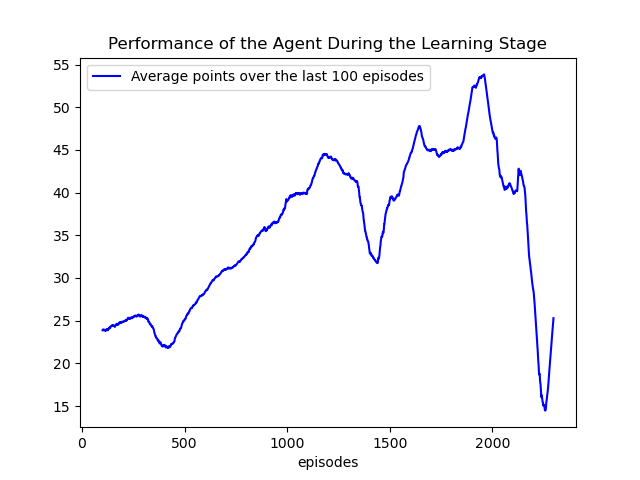 Performance of the Agent During the Learning Stage
Average points over the last 100 episodes
55
50
45
40
35
30
25
20
15
0 500 1000 1500 2000
episodes